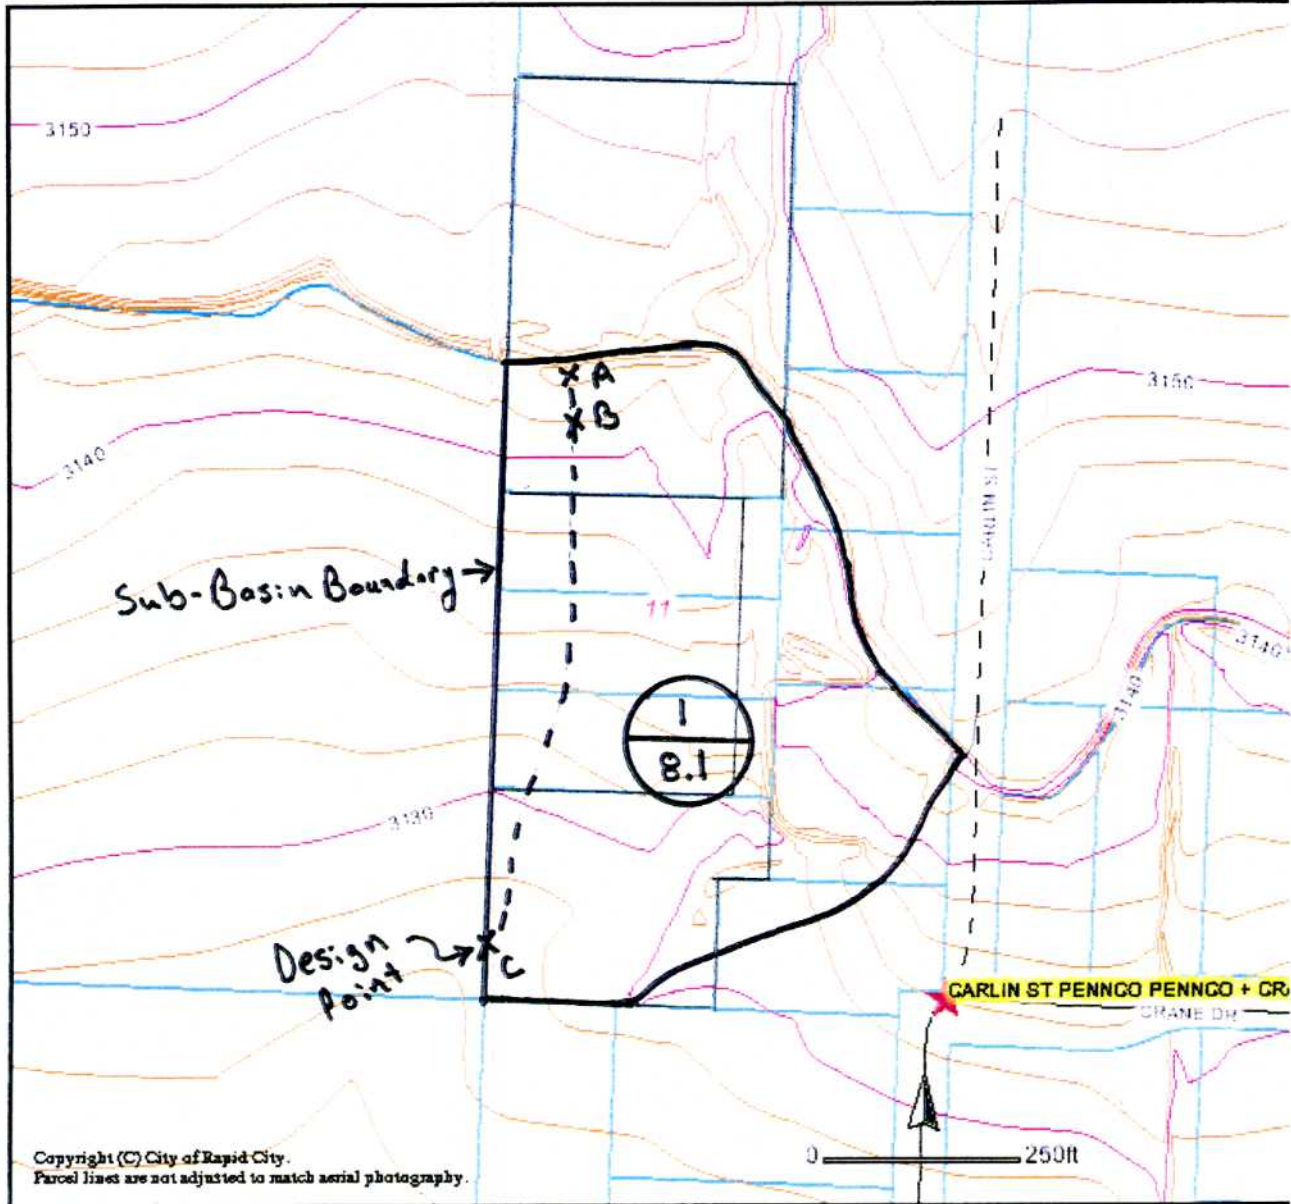 3150
3150
A
B
3140
CARLIN ST
Sub-Basin Boundary
11
3140
3140
1
8.1
3130
Design
Point
C
CARLIN ST PENNCO PENNCO + CR
CRANE DR
0 250ft
Copyright (C) City of Rapid City.
Parcel lines are not adjusted to match aerial photography.